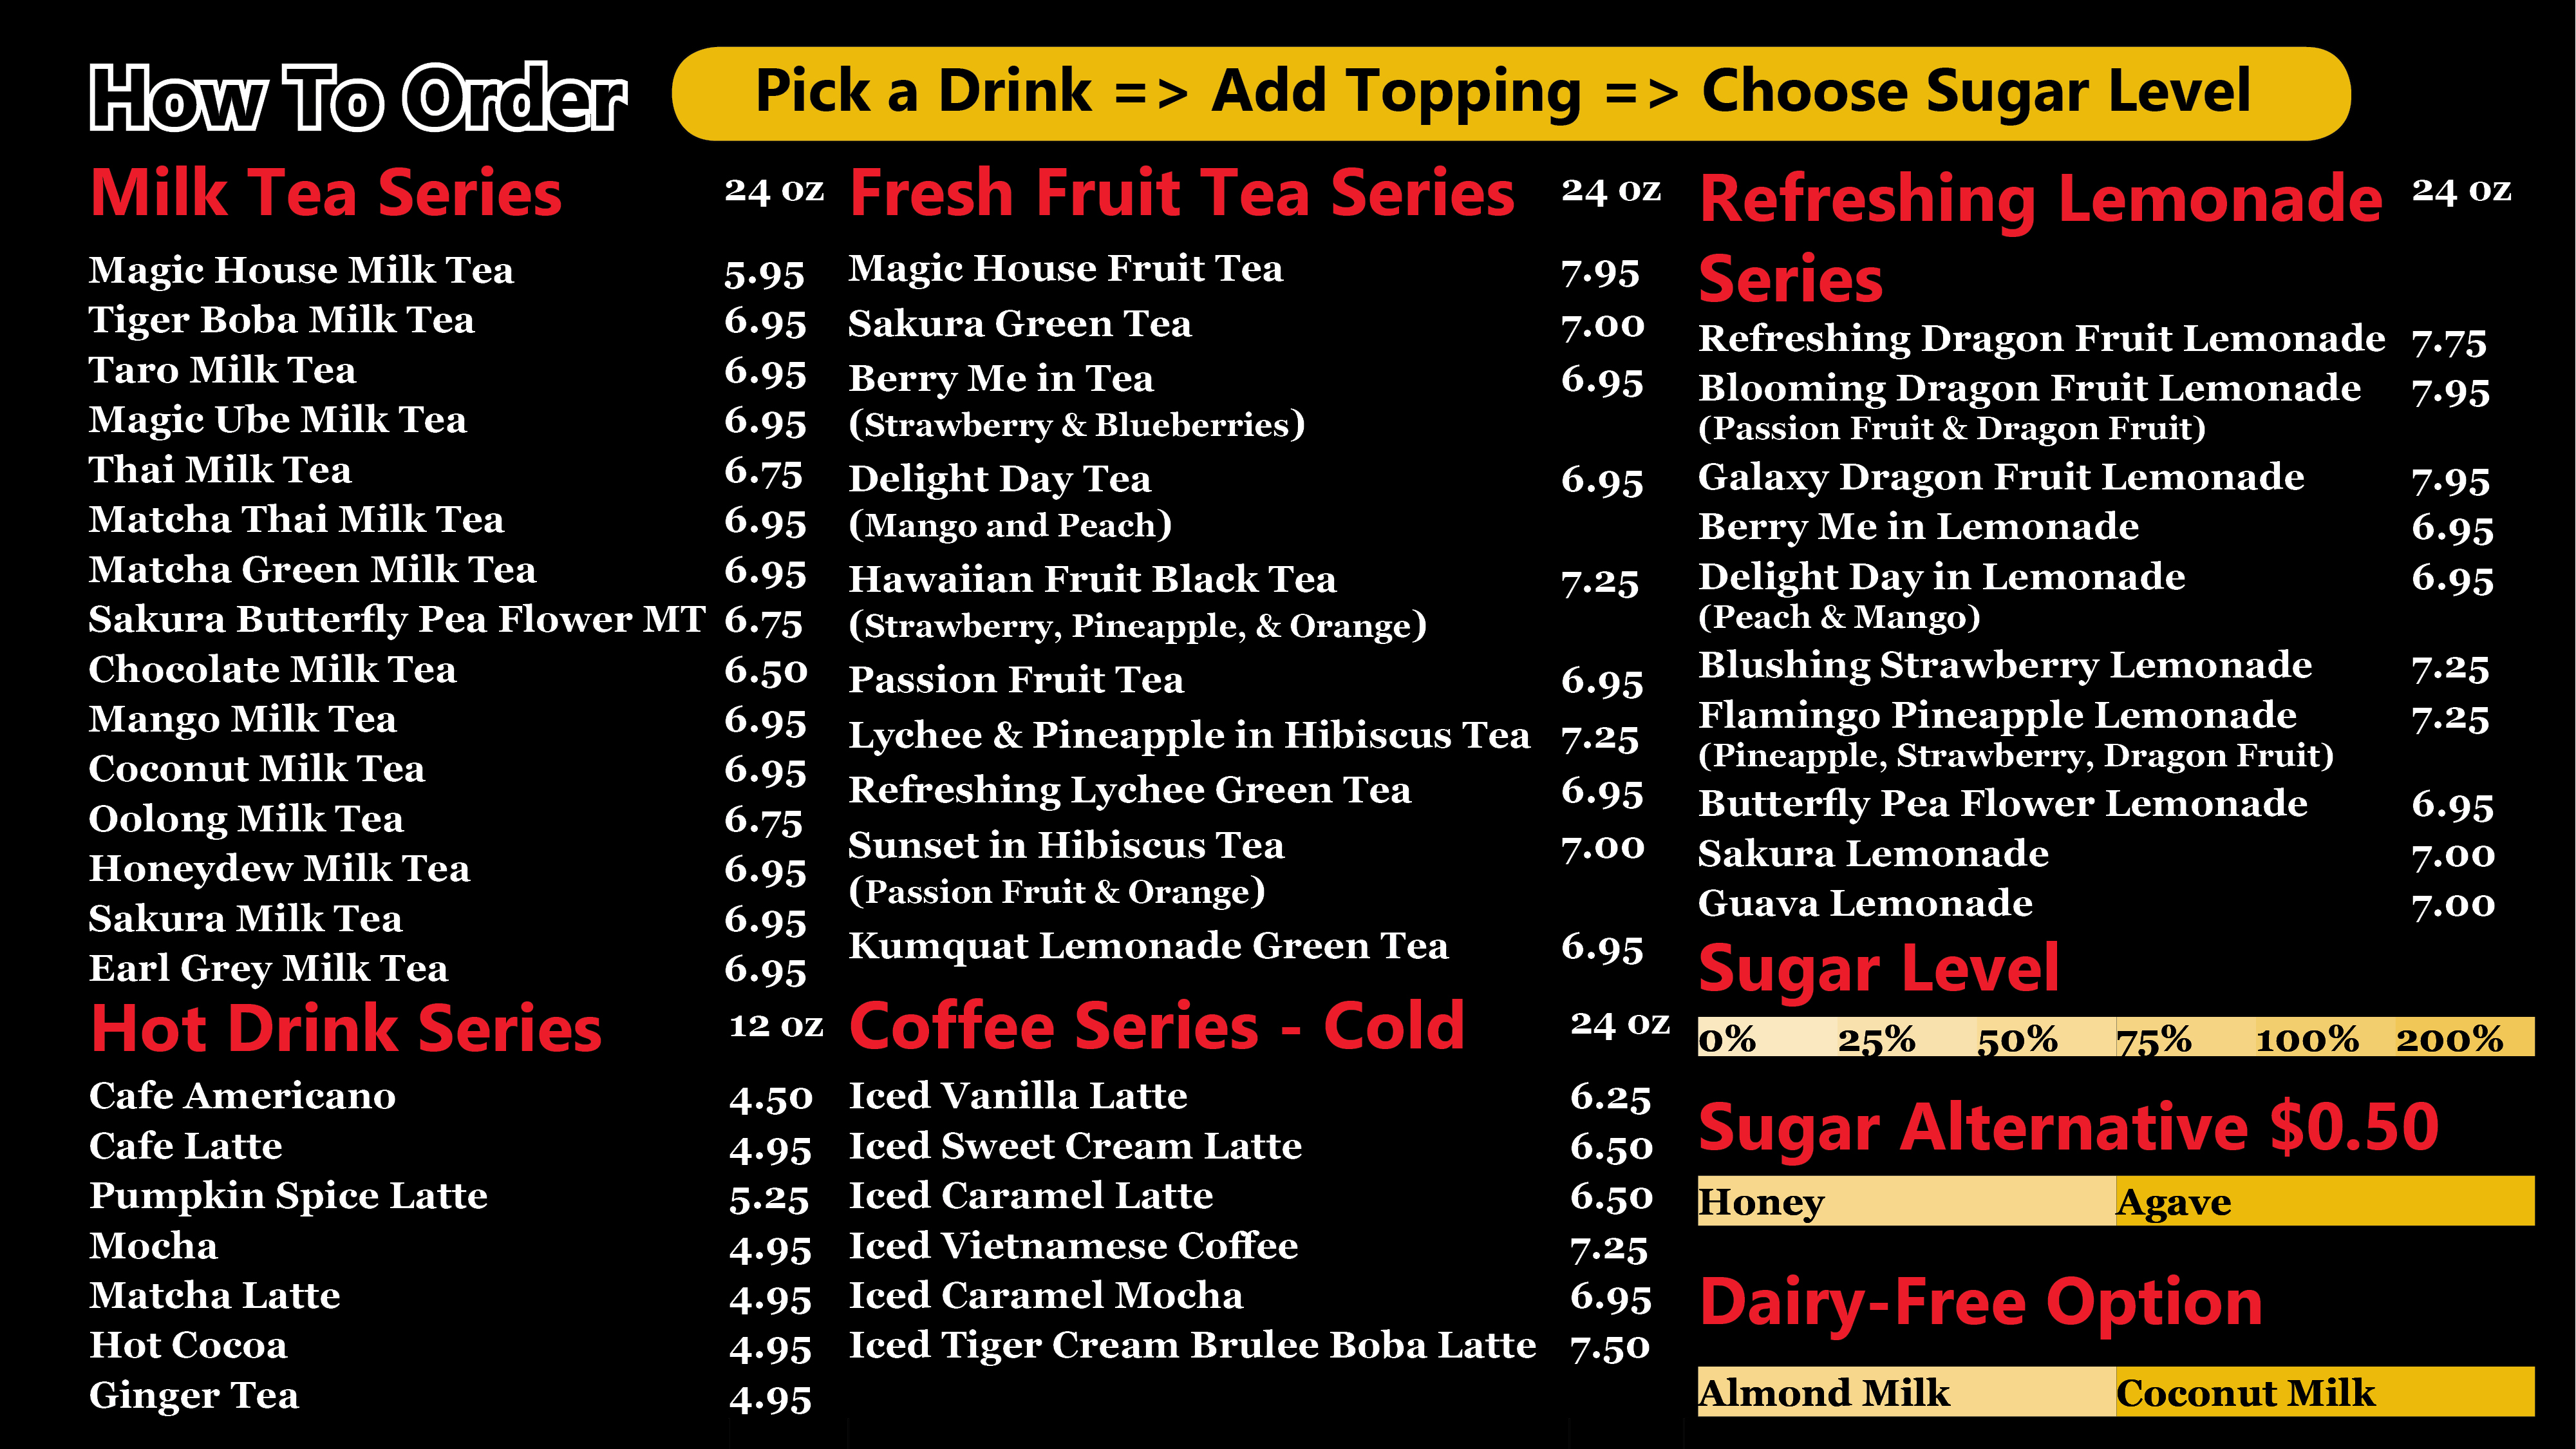 How To Order
Pick a Drink => Add Topping => Choose Sugar Level
Milk Tea Series 24 oz
Magic House Milk Tea 5.95
Tiger Boba Milk Tea 6.95
Taro Milk Tea 6.95
Magic Ube Milk Tea 6.95
Thai Milk Tea 6.75
Matcha Thai Milk Tea 6.95
Matcha Green Milk Tea 6.95
Sakura Butterfly Pea Flower MT 6.75
Chocolate Milk Tea 6.50
Mango Milk Tea 6.95
Coconut Milk Tea 6.95
Oolong Milk Tea 6.75
Honeydew Milk Tea 6.95
Sakura Milk Tea 6.95
Earl Grey Milk Tea 6.95
Hot Drink Series 12 oz
Cafe Americano 4.50
Cafe Latte 4.95
Pumpkin Spice Latte 5.25
Mocha 4.95
Matcha Latte 4.95
Hot Cocoa 4.95
Ginger Tea 4.95
Fresh Fruit Tea Series 24 oz
Magic House Fruit Tea 7.95
Sakura Green Tea 7.00
Berry Me in Tea 6.95
(Strawberry & Blueberries)
Delight Day Tea 6.95
(Mango and Peach)
Hawaiian Fruit Black Tea 7.25
(Strawberry, Pineapple, & Orange)
Passion Fruit Tea 6.95
Lychee & Pineapple in Hibiscus Tea 7.25
Refreshing Lychee Green Tea 6.95
Sunset in Hibiscus Tea 7.00
(Passion Fruit & Orange)
Kumquat Lemonade Green Tea 6.95
Coffee Series - Cold 24 oz
Iced Vanilla Latte 6.25
Iced Sweet Cream Latte 6.50
Iced Caramel Latte 6.50
Iced Vietnamese Coffee 7.25
Iced Caramel Mocha 6.95
Iced Tiger Cream Brulee Boba Latte 7.50
Refreshing Lemonade 24 oz
Series
Refreshing Dragon Fruit Lemonade 7.75
Blooming Dragon Fruit Lemonade 7.95
(Passion Fruit & Dragon Fruit)
Galaxy Dragon Fruit Lemonade 7.95
Berry Me in Lemonade 6.95
Delight Day in Lemonade 6.95
(Peach & Mango)
Blushing Strawberry Lemonade 7.25
Flamingo Pineapple Lemonade 7.25
(Pineapple, Strawberry, Dragon Fruit)
Butterfly Pea Flower Lemonade 6.95
Sakura Lemonade 7.00
Guava Lemonade 7.00
Sugar Level
0% 25% 50% 75% 100% 200%
Sugar Alternative $0.50
Honey Agave
Dairy-Free Option
Almond Milk Coconut Milk